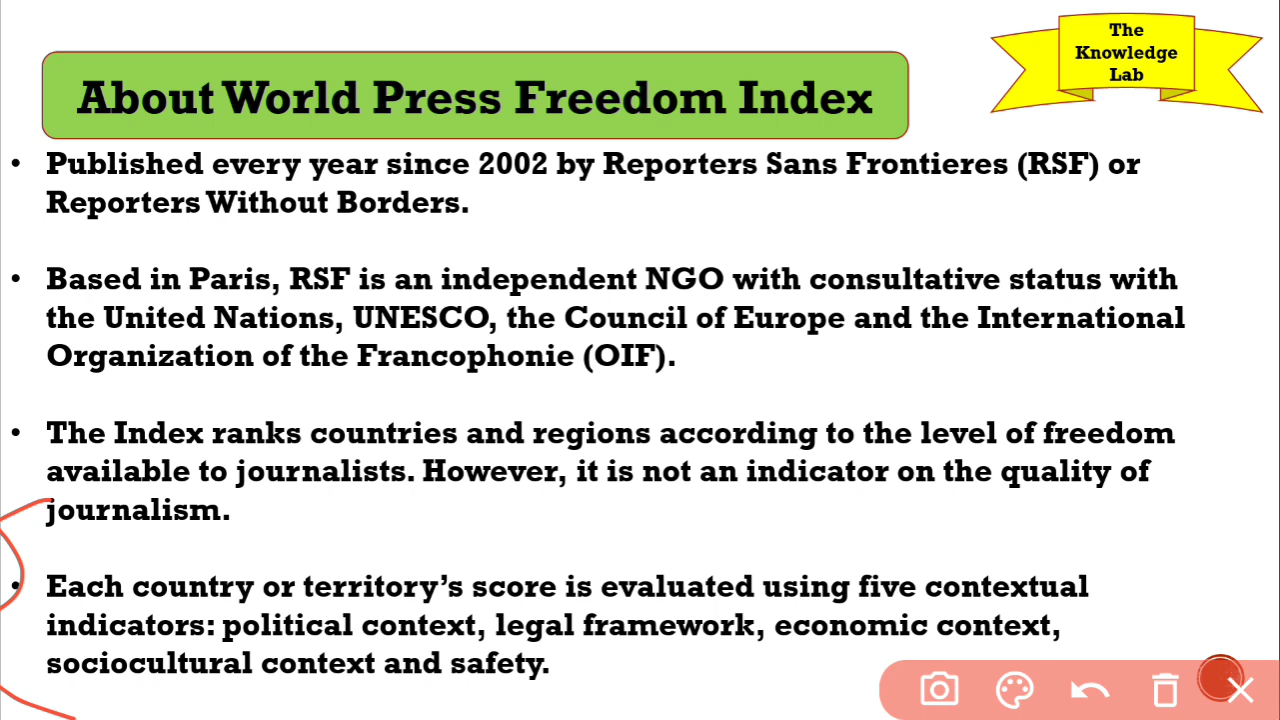 The
Knowledge
Lab
About World Press Freedom Index
• Published every year since 2002 by Reporters Sans Frontieres (RSF) or
Reporters Without Borders.
• Based in Paris, RSF is an independent NGO with consultative status with
the United Nations, UNESCO, the Council of Europe and the International
Organization of the Francophonie (OIF).
• The Index ranks countries and regions according to the level of freedom
available to journalists. However, it is not an indicator on the quality of
journalism.
• Each country or territory’s score is evaluated using five contextual
indicators: political context, legal framework, economic context,
sociocultural context and safety.